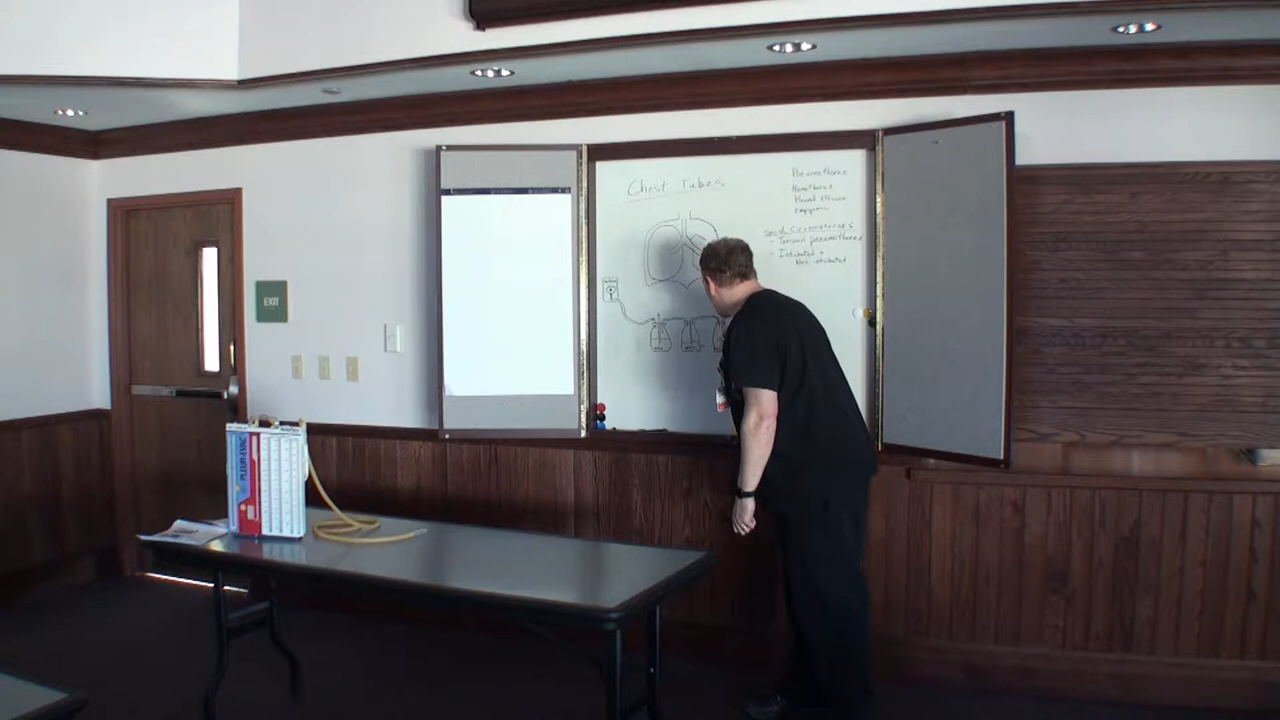 EXIT
Chest Tubes
Pneumothorax
Hemothorax
Pleural effusion
Empyema
Special Circumstances
- Tension pneumothorax
- Intubated +
Non-intubated
PLEUR-EVAC